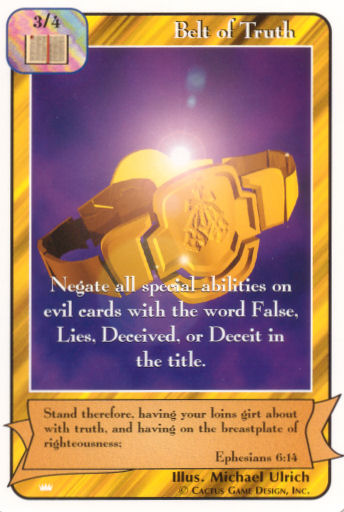 3/4
Belt of Truth
Negate all special abilities on
evil cards with the word False,
Lies, Deceived, or Deceit in
the title.
Stand therefore, having your loins girt about
with truth, and having on the breastplate of
righteousness;
Ephesians 6:14
Illus. Michael Ulrich
© Cactus Game Design, Inc.